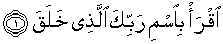 ٱقۡرَأۡ بِٱسۡمِ رَبِّكَ ٱلَّذِي خَلَقَ ١